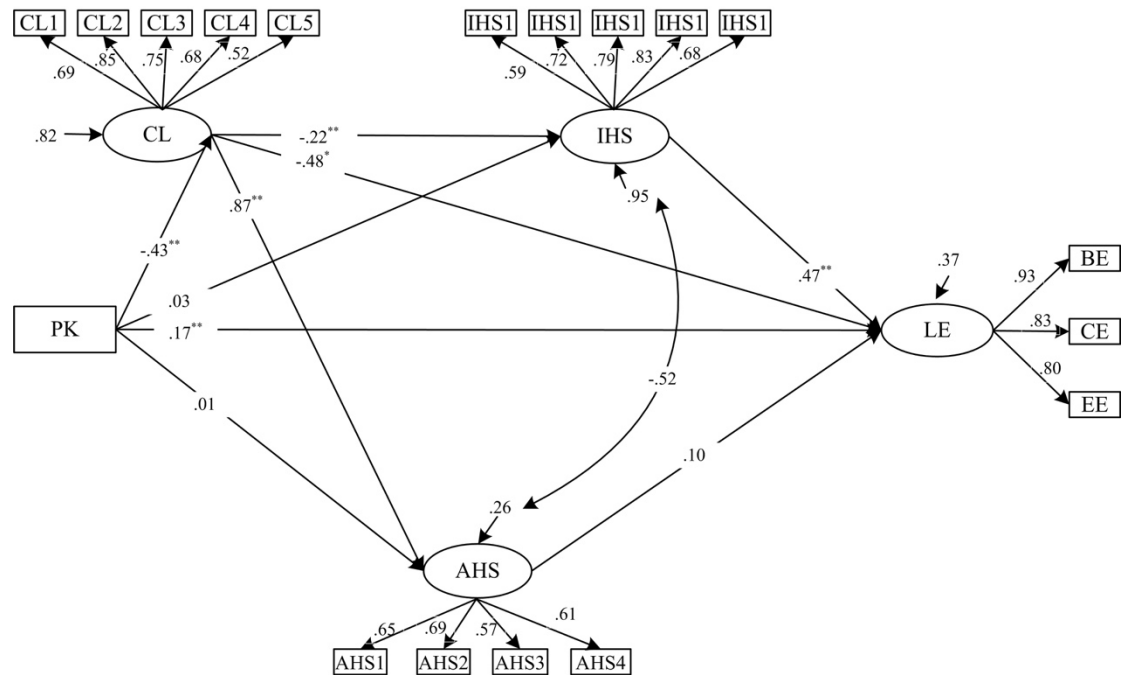 CL1 CL2 CL3 CL4 CL5 IHS1 IHS1 IHS1 IHS1 IHS1
.69 .85 .75 .68 .52 .59 .72 .79 .83 .68
.82 CL -.22** IHS
-.48*
.87** .95
-.43** .47** .37 BE
.93
.03
PK .17** LE .83 CE
-.52 .80
.01 EE
.10
.26
AHS
.65 .69 .57 .61
AHS1 AHS2 AHS3 AHS4